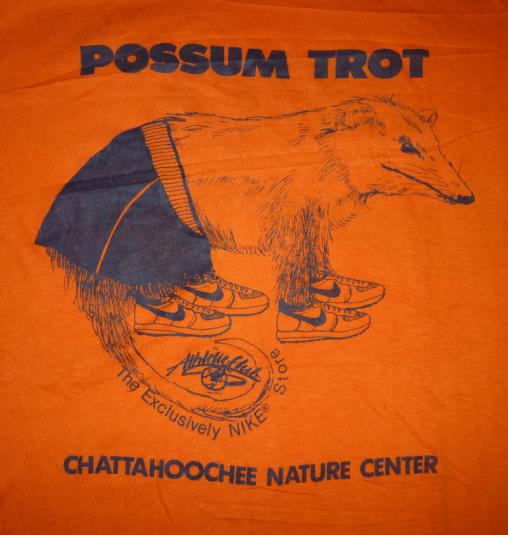 POSSUM TROT
Athletic Club
The Exclusively NIKE® Store
CHATTAHOOCHEE NATURE CENTER